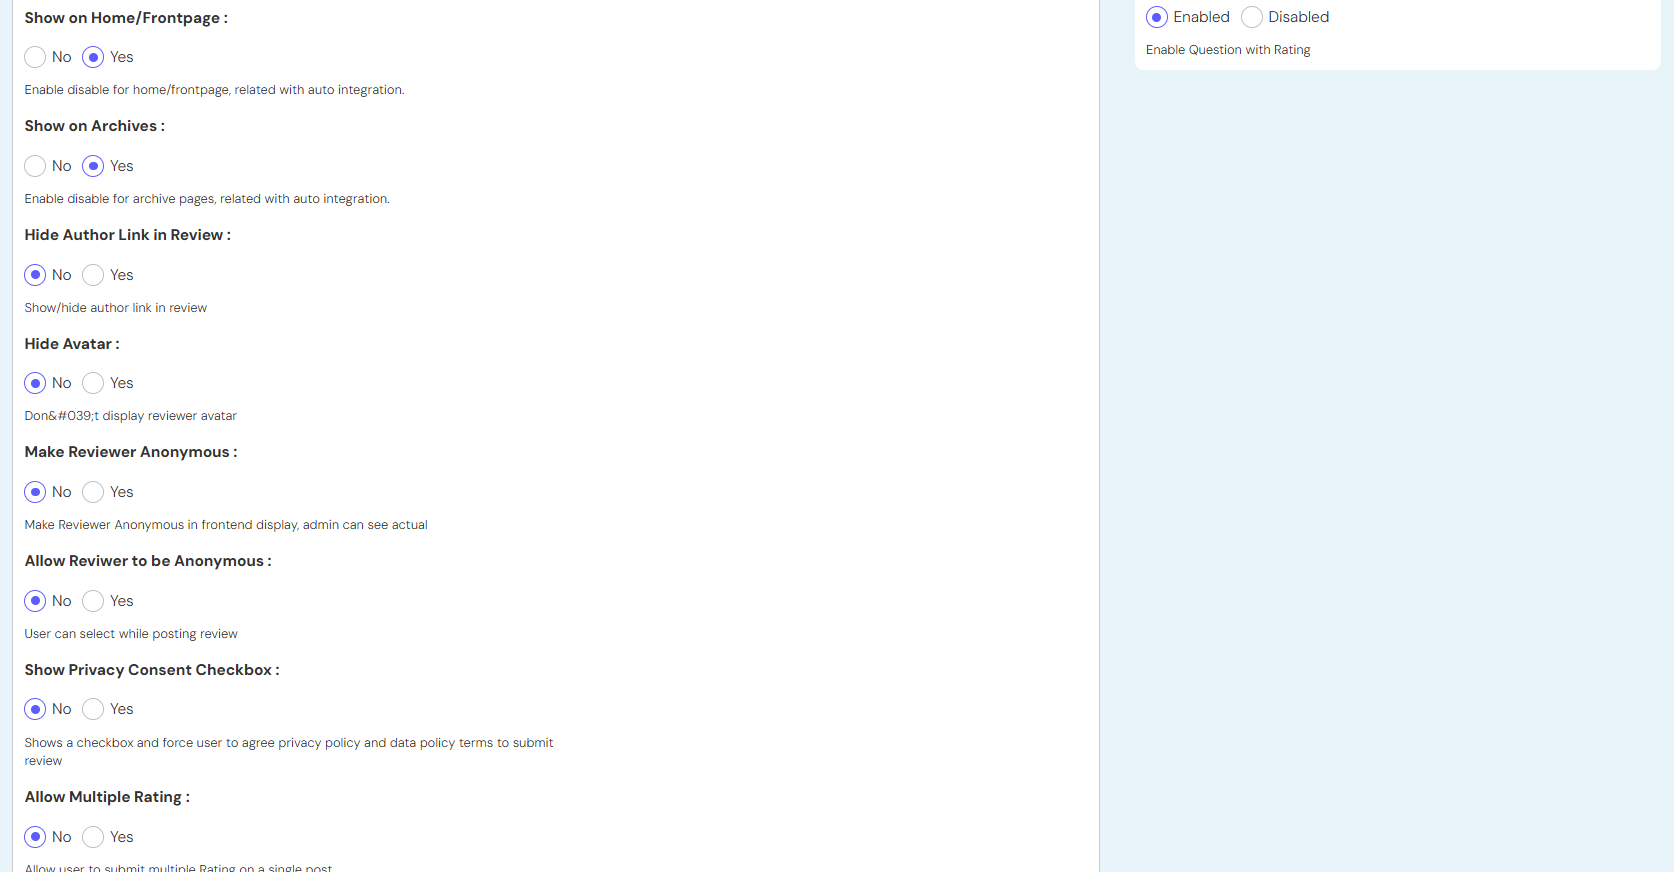 Show on Home/Frontpage :
No Yes
Enable disable for home/frontpage, related with auto integration.
Show on Archives :
No Yes
Enable disable for archive pages, related with auto integration.
Hide Author Link in Review :
No Yes
Show/hide author link in review
Hide Avatar :
No Yes
Don&#039;t display reviewer avatar
Make Reviewer Anonymous :
No Yes
Make Reviewer Anonymous in frontend display, admin can see actual
Allow Reviwer to be Anonymous :
No Yes
User can select while posting review
Show Privacy Consent Checkbox :
No Yes
Shows a checkbox and force user to agree privacy policy and data policy terms to submit
review
Allow Multiple Rating :
No Yes
Allow user to submit multiple Rating on a single post
Enabled Disabled
Enable Question with Rating